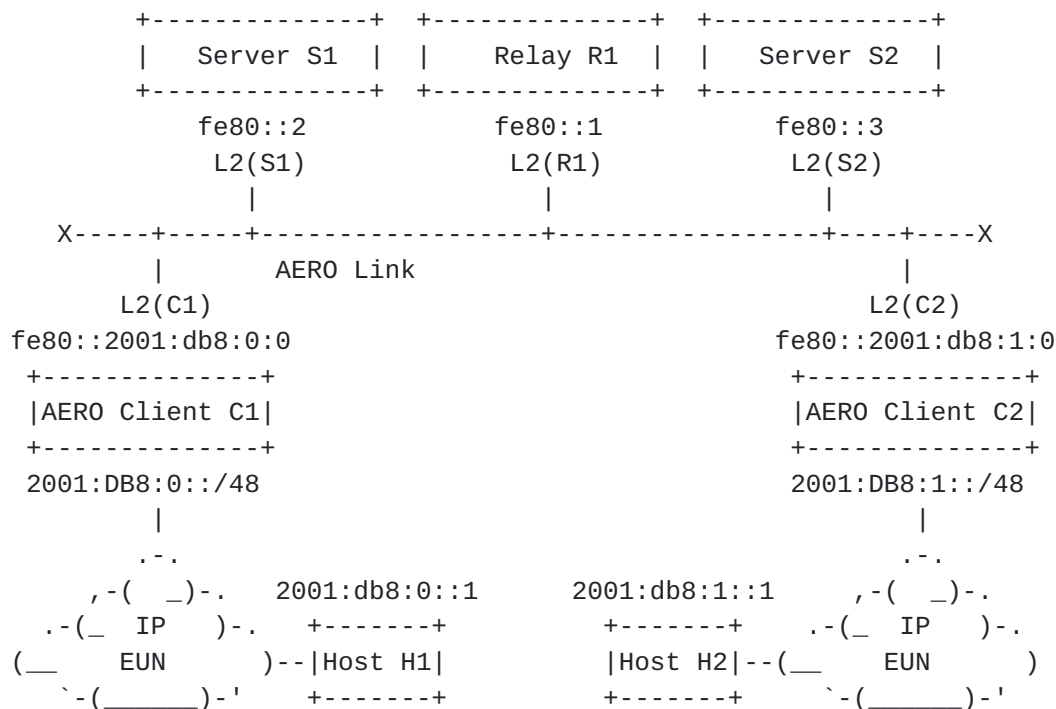 Server S1 Relay R1 Server S2
fe80::2 fe80::1 fe80::3
L2(S1) L2(R1) L2(S2)
X X
AERO Link
L2(C1) L2(C2)
fe80::2001:db8:0:0 fe80::2001:db8:1:0
AERO Client C1 AERO Client C2
2001:DB8:0::/48 2001:DB8:1::/48
2001:db8:0::1 2001:db8:1::1
IP IP
EUN Host H1 Host H2 EUN